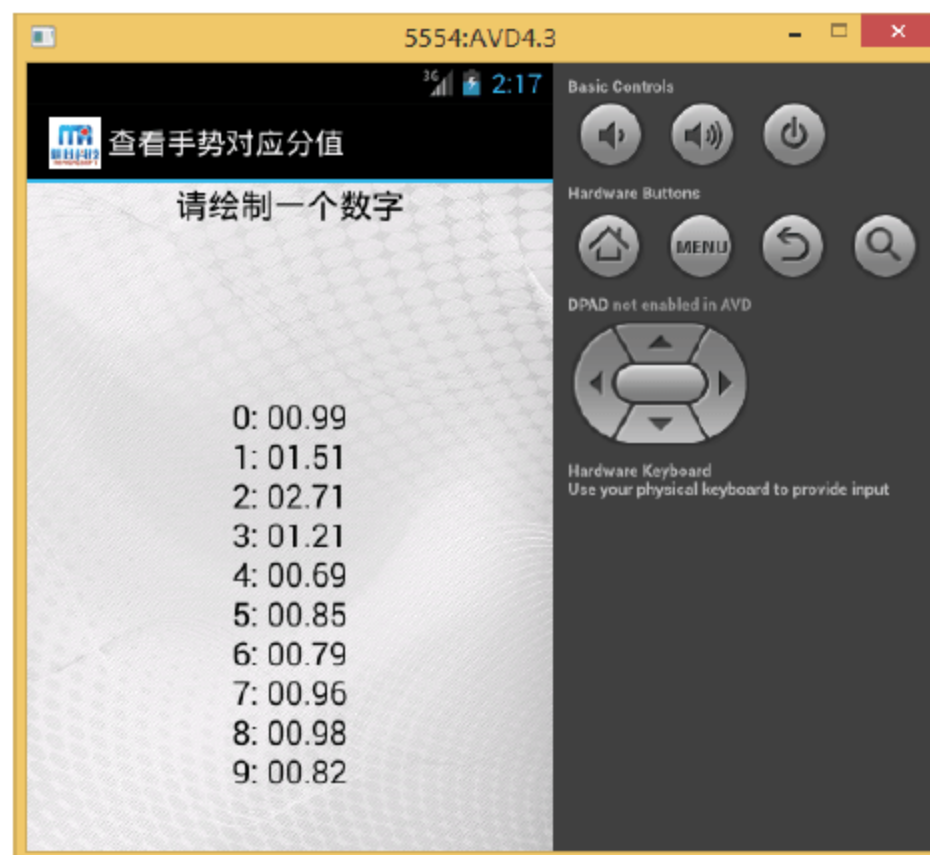 5554:AVD4.3
3G 2:17
查看手势对应分值
请绘制一个数字
0: 00.99
1: 01.51
2: 02.71
3: 01.21
4: 00.69
5: 00.85
6: 00.79
7: 00.96
8: 00.98
9: 00.82
Basic Controls
Hardware Buttons
MENU
DPAD not enabled in AVD
Hardware Keyboard
Use your physical keyboard to provide input